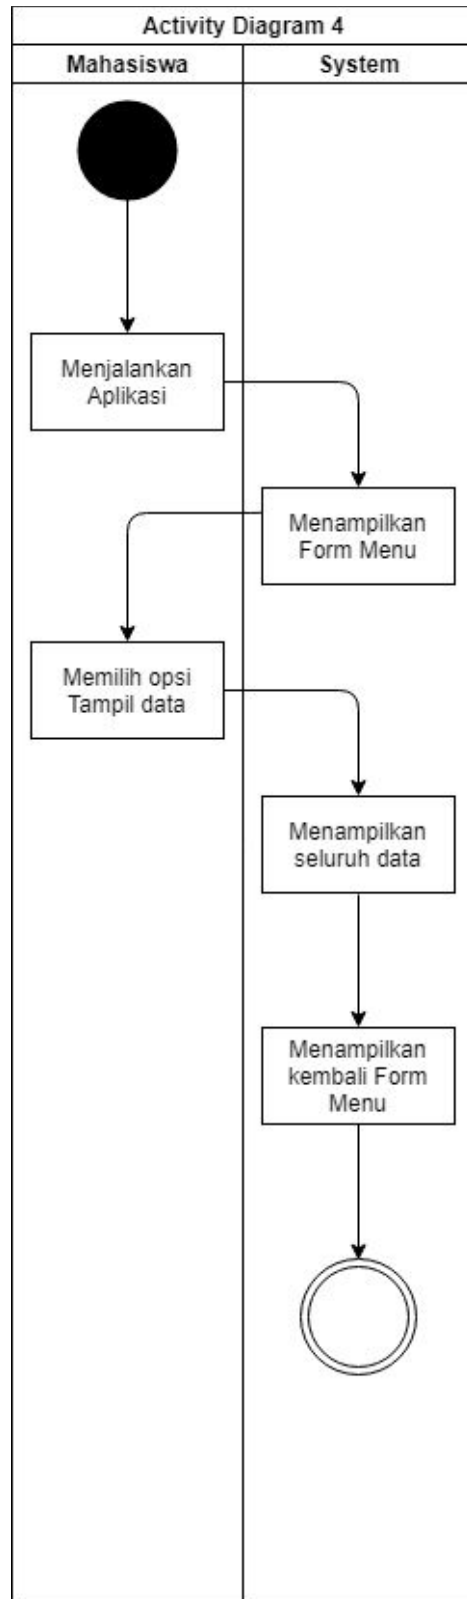 Activity Diagram 4
Mahasiswa
System
Menjalankan
Aplikasi
Menampilkan
Form Menu
Memilih opsi
Tampil data
Menampilkan
seluruh data
Menampilkan
kembali Form
Menu